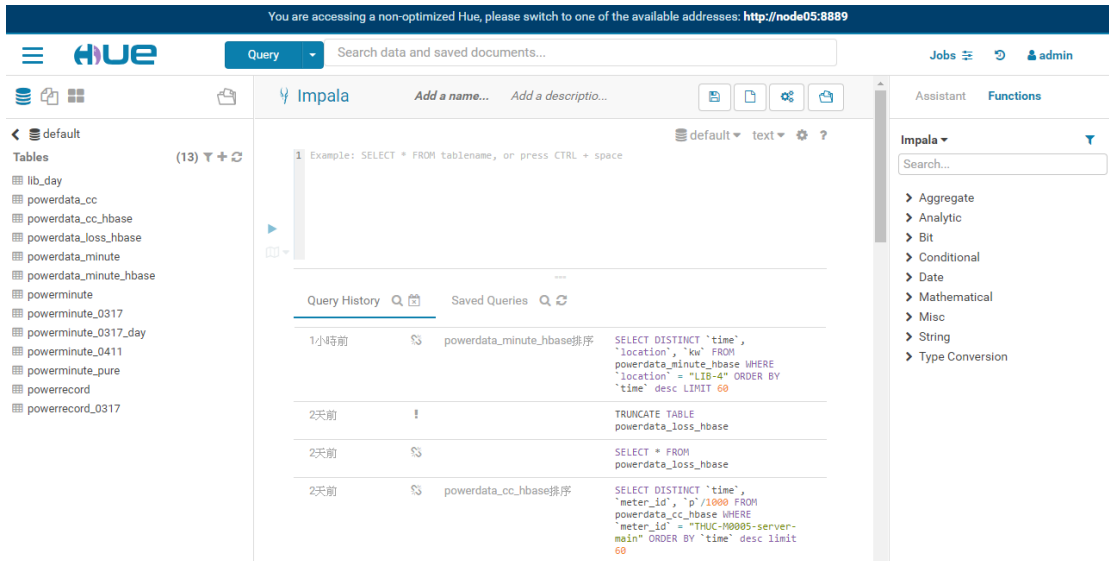 You are accessing a non-optimized Hue, please switch to one of the available addresses: http://node05:8889
HUE
Query
Search data and saved documents...
Jobs
admin
Impala
Add a name...
Add a descriptio...
Assistant
Functions
default
Tables
(13)
lib_day
powerdata_cc
powerdata_cc_hbase
powerdata_loss_hbase
powerdata_minute
powerdata_minute_hbase
powerminute
powerminute_0317
powerminute_0317_day
powerminute_0411
powerminute_pure
powerrecord
powerrecord_0317
default
text
?
1 Example: SELECT * FROM tablename, or press CTRL + space
Query History
Saved Queries
1小時前
powerdata_minute_hbase排序
SELECT DISTINCT `time`,
`location`, `kw` FROM
powerdata_minute_hbase WHERE
`location` = "LIB-4" ORDER BY
`time` desc LIMIT 60
2天前
!
TRUNCATE TABLE
powerdata_loss_hbase
2天前
SELECT * FROM
powerdata_loss_hbase
2天前
powerdata_cc_hbase排序
SELECT DISTINCT `time`,
`meter_id`, `p`/1000 FROM
powerdata_cc_hbase WHERE
`meter_id` = "THUC-M0005-server-
main" ORDER BY `time` desc limit
60
Impala
Search...
Aggregate
Analytic
Bit
Conditional
Date
Mathematical
Misc
String
Type Conversion